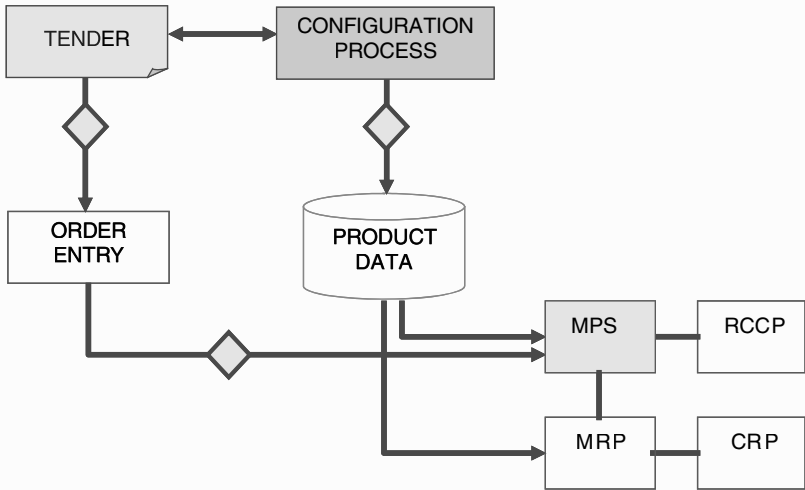 TENDER
CONFIGURATION
PROCESS
ORDER
ENTRY
PRODUCT
DATA
MPS
RCCP
MRP
CRP